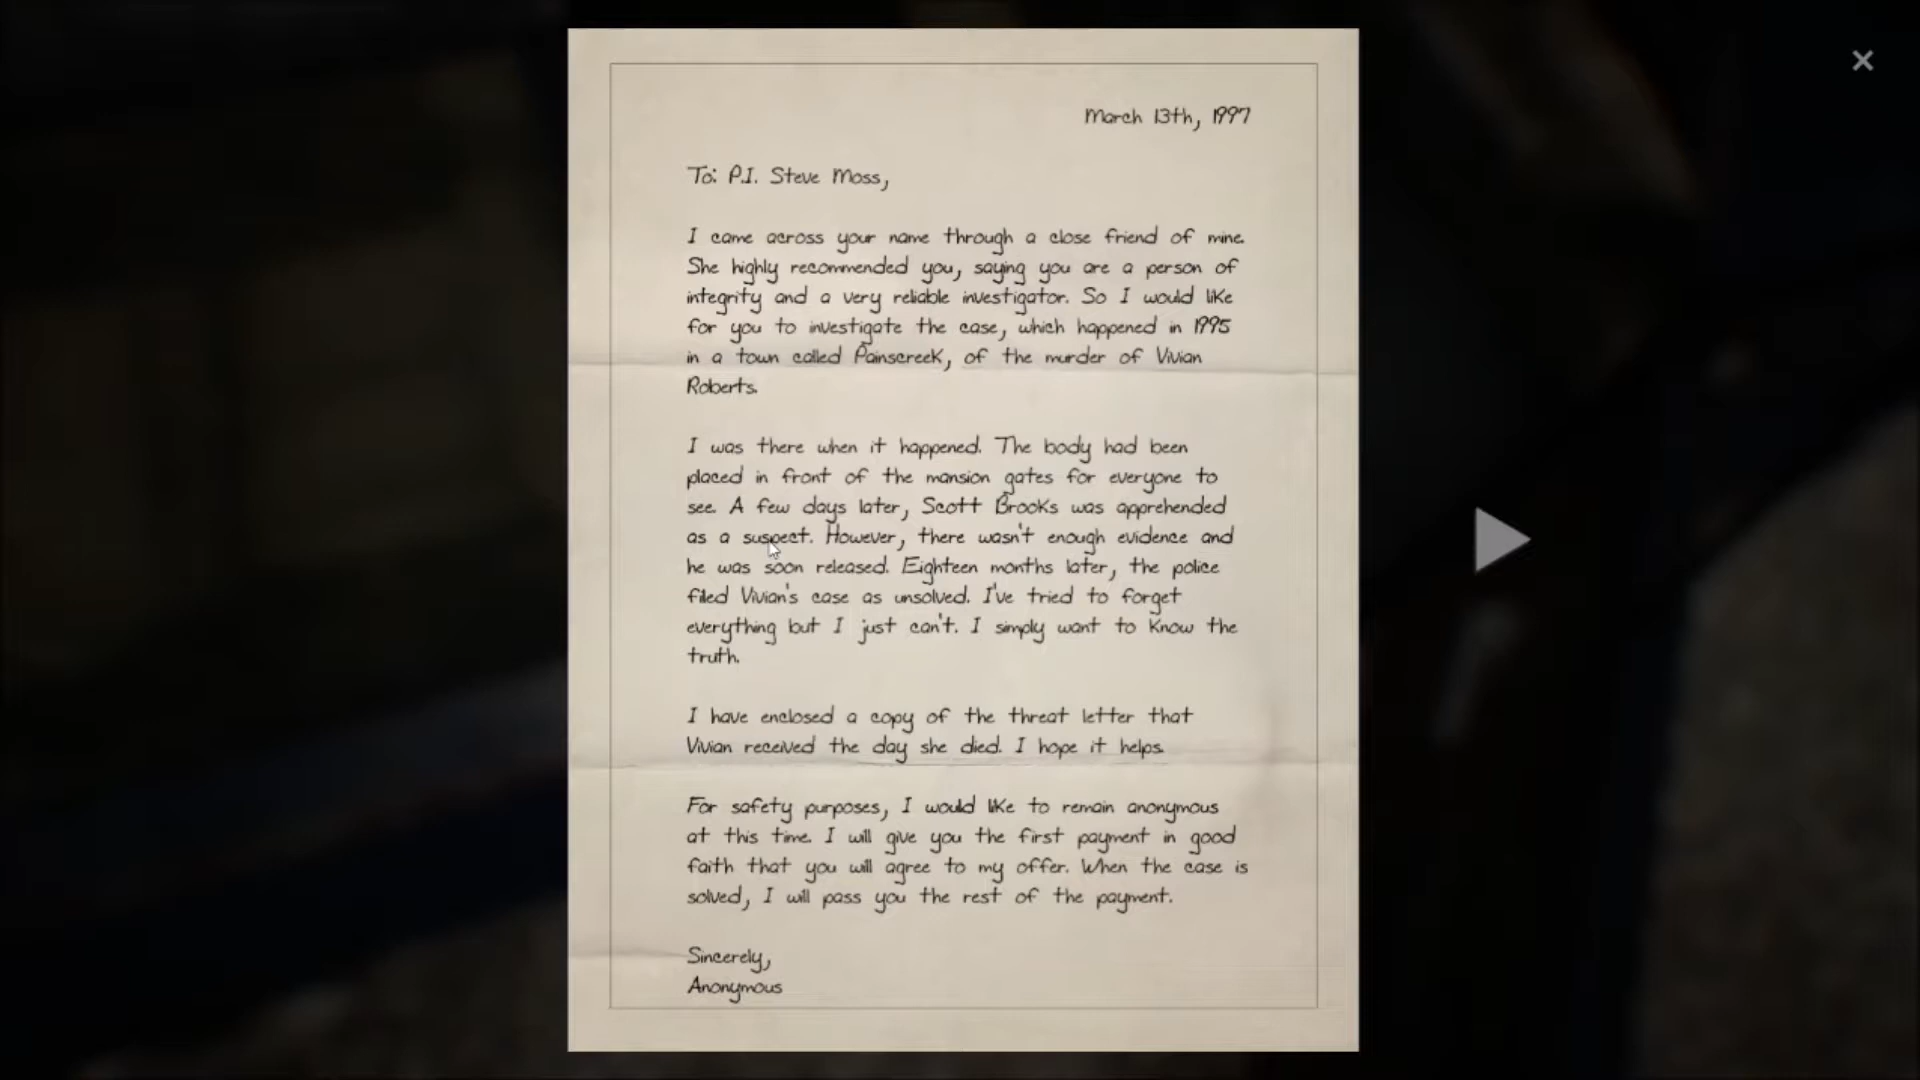 March 13th, 1997
To: P.I. Steve Moss,
I came across your name through a close friend of mine.
She highly recommended you, saying you are a person of
integrity and a very reliable investigator. So I would like
for you to investigate the case, which happened in 1995
in a town called Painscreek, of the murder of Vivian
Roberts.
I was there when it happened. The body had been
placed in front of the mansion gates for everyone to
see. A few days later, Scott Brooks was apprehended
as a suspect. However, there wasn't enough evidence and
he was soon released. Eighteen months later, the police
filed Vivian's case as unsolved. I've tried to forget
everything but I just can't. I simply want to know the
truth.
I have enclosed a copy of the threat letter that
Vivian received the day she died. I hope it helps.
For safety purposes, I would like to remain anonymous
at this time. I will give you the first payment in good
faith that you will agree to my offer. When the case is
solved, I will pass you the rest of the payment.
Sincerely,
Anonymous